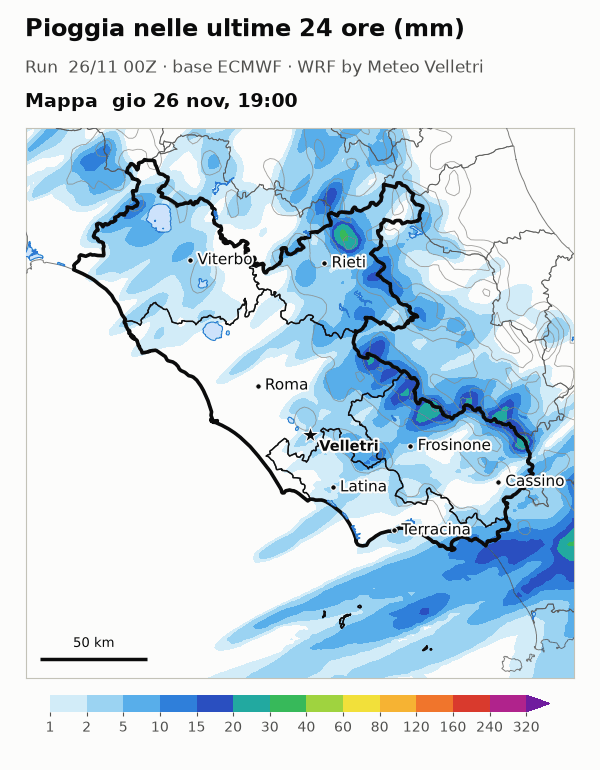 Pioggia nelle ultime 24 ore (mm)
Run  26/11 00Z · base ECMWF · WRF by Meteo Velletri
Mappa  gio 26 nov, 19:00
Viterbo
Rieti
Roma
Velletri
Frosinone
Cassino
Latina
Terracina
50 km
1 2 5 10 15 20 30 40 60 80 120 160 240 320